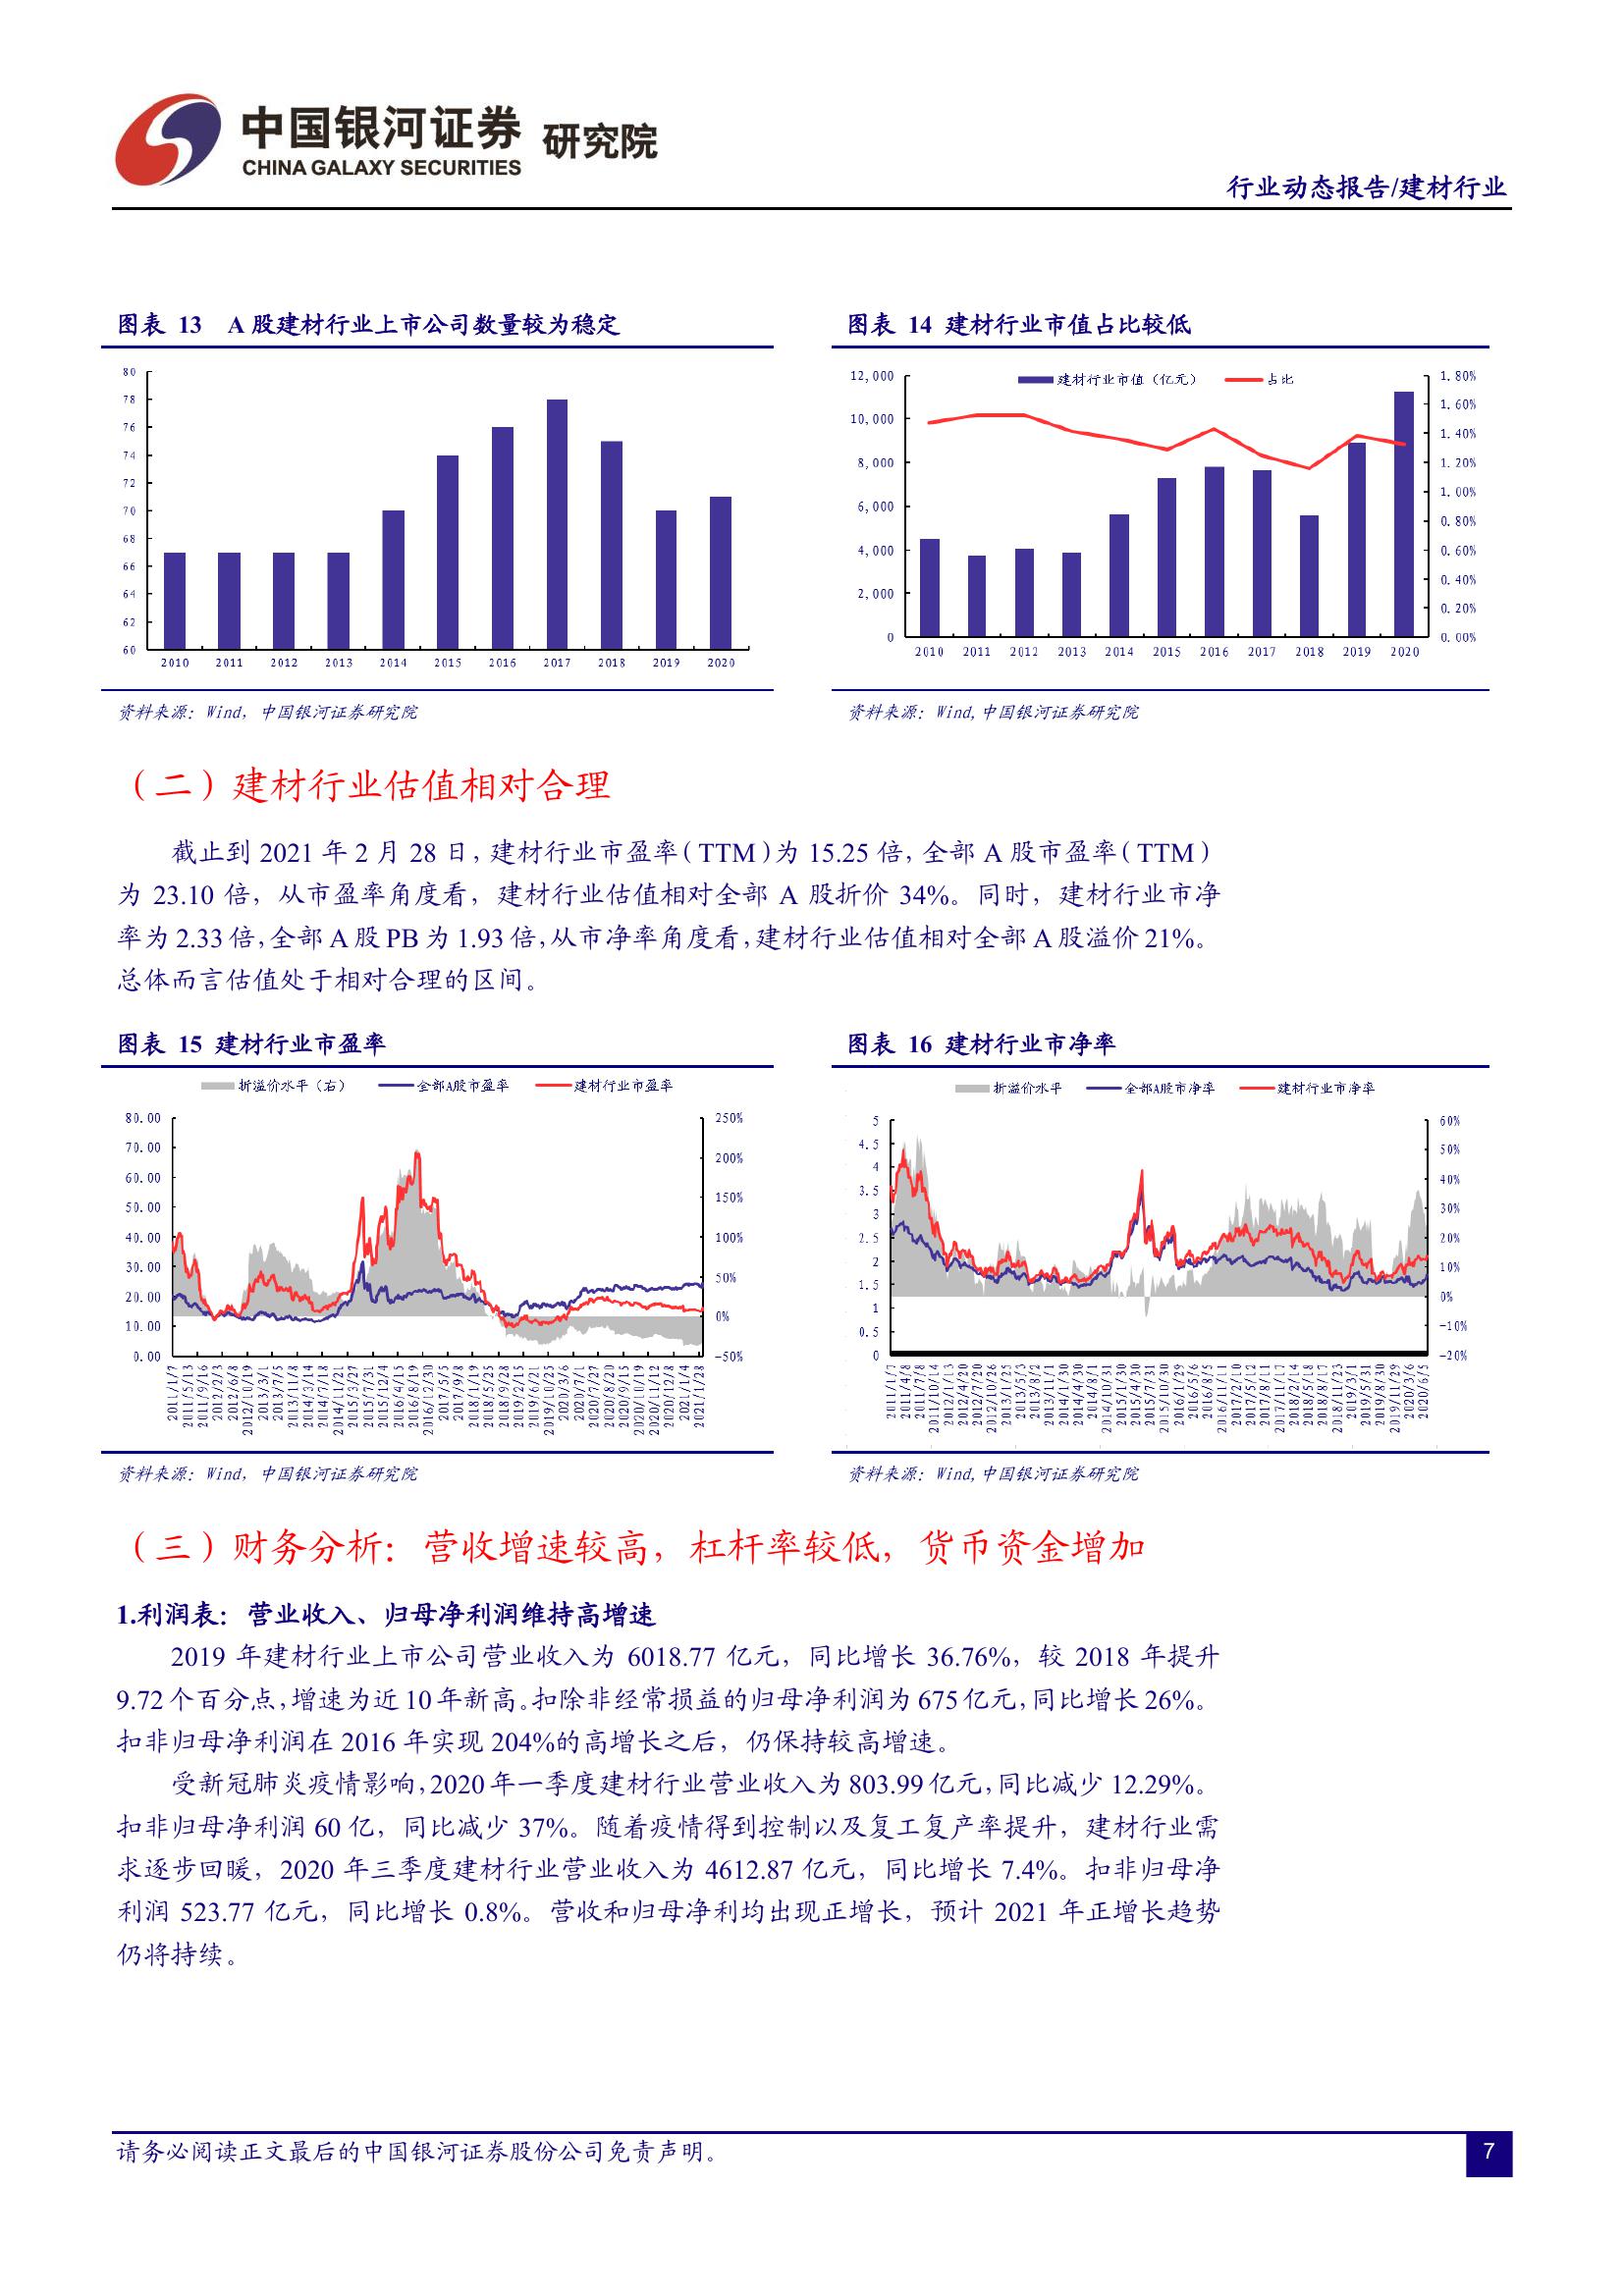 中国银河证券 研究院
CHINA GALAXY SECURITIES
行业动态报告/建材行业
图表 13 A 股建材行业上市公司数量较为稳定
80
78
76
74
72
70
68
66
64
62
60
2010 2011 2012 2013 2014 2015 2016 2017 2018 2019 2020
资料来源：Wind，中国银河证券研究院
图表 14 建材行业市值占比较低
建材行业市值（亿元） 占比
12,000
10,000
8,000
6,000
4,000
2,000
0
1.80%
1.60%
1.40%
1.20%
1.00%
0.80%
0.60%
0.40%
0.20%
0.00%
2010 2011 2012 2013 2014 2015 2016 2017 2018 2019 2020
资料来源：Wind,中国银河证券研究院
（二）建材行业估值相对合理
截止到 2021 年 2 月 28 日，建材行业市盈率（TTM）为 15.25 倍，全部 A 股市盈率（TTM）
为 23.10 倍，从市盈率角度看，建材行业估值相对全部 A 股折价 34%。同时，建材行业市净
率为 2.33 倍，全部 A 股 PB 为 1.93 倍，从市净率角度看，建材行业估值相对全部 A 股溢价 21%。
总体而言估值处于相对合理的区间。
图表 15 建材行业市盈率
折溢价水平（右） 全部A股市盈率 建材行业市盈率
80.00
70.00
60.00
50.00
40.00
30.00
20.00
10.00
0.00
250%
200%
150%
100%
50%
0%
-50%
2011/1/7 2011/5/13 2011/9/16 2012/2/3 2012/6/8 2012/10/19 2013/3/1 2013/7/5 2013/11/8 2014/3/14 2014/7/18 2014/11/21 2015/3/27 2015/7/31 2015/12/4 2016/4/15 2016/8/19 2016/12/30 2017/5/5 2017/9/8 2018/1/19 2018/5/25 2018/9/28 2019/2/15 2019/6/21 2019/10/25 2020/3/6 2020/7/1 2020/7/27 2020/8/20 2020/9/15 2020/10/19 2020/11/12 2020/12/8 2021/1/4 2021/1/28
资料来源：Wind，中国银河证券研究院
图表 16 建材行业市净率
折溢价水平 全部A股市净率 建材行业市净率
5
4.5
4
3.5
3
2.5
2
1.5
1
0.5
0
60%
50%
40%
30%
20%
10%
0%
-10%
-20%
2011/1/7 2011/4/8 2011/7/8 2011/10/14 2012/1/13 2012/4/20 2012/7/20 2012/10/26 2013/1/25 2013/5/3 2013/8/2 2013/11/1 2014/1/30 2014/4/30 2014/8/1 2014/10/31 2015/1/30 2015/4/30 2015/7/31 2015/10/30 2016/1/29 2016/5/6 2016/8/5 2016/11/11 2017/2/10 2017/5/12 2017/8/11 2017/11/17 2018/2/14 2018/5/18 2018/8/17 2018/11/23 2019/3/1 2019/5/31 2019/8/30 2019/11/29 2020/3/6 2020/6/5
资料来源：Wind,中国银河证券研究院
（三）财务分析：营收增速较高，杠杆率较低，货币资金增加
1.利润表：营业收入、归母净利润维持高增速
2019 年建材行业上市公司营业收入为 6018.77 亿元，同比增长 36.76%，较 2018 年提升
9.72 个百分点，增速为近 10 年新高。扣除非经常损益的归母净利润为 675 亿元，同比增长 26%。
扣非归母净利润在 2016 年实现 204%的高增长之后，仍保持较高增速。
受新冠肺炎疫情影响，2020 年一季度建材行业营业收入为 803.99 亿元，同比减少 12.29%。
扣非归母净利润 60 亿，同比减少 37%。随着疫情得到控制以及复工复产率提升，建材行业需
求逐步回暖，2020 年三季度建材行业营业收入为 4612.87 亿元，同比增长 7.4%。扣非归母净
利润 523.77 亿元，同比增长 0.8%。营收和归母净利均出现正增长，预计 2021 年正增长趋势
仍将持续。
请务必阅读正文最后的中国银河证券股份公司免责声明。
7